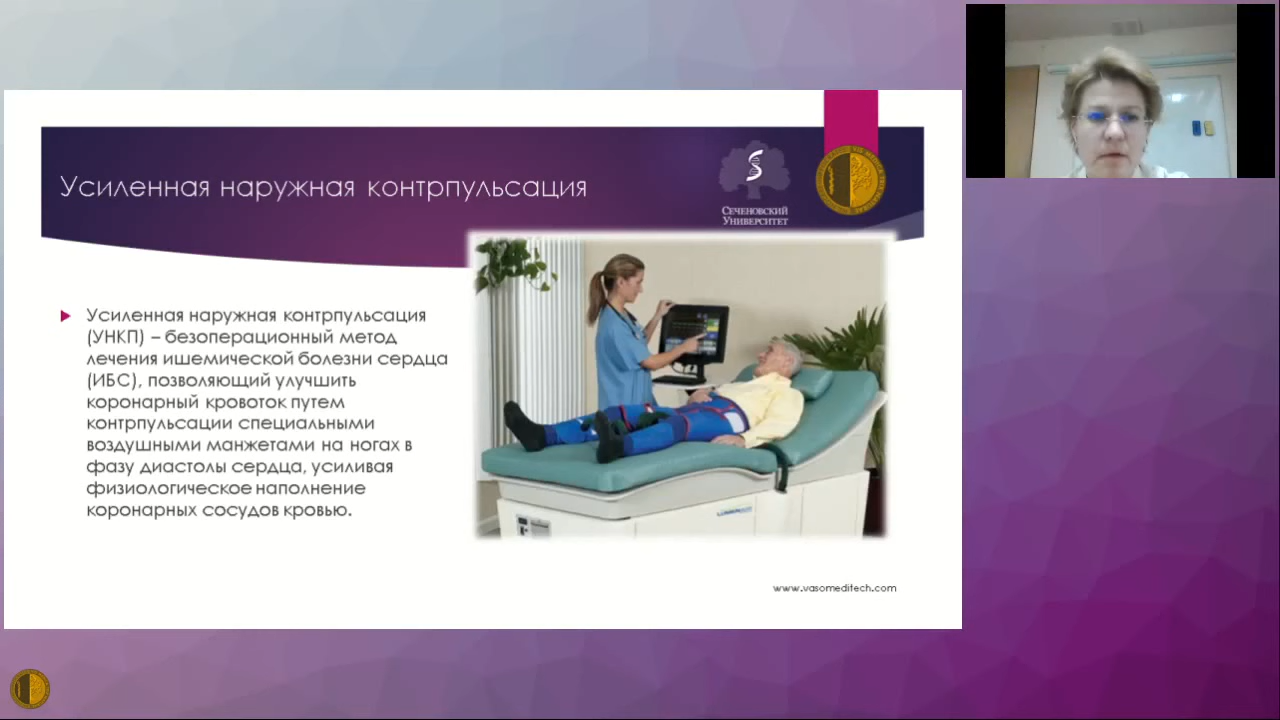 Усиленная наружная контрпульсация
Сеченовский
Университет
Усиленная наружная контрпульсация
(УНКП) – безоперационный метод
лечения ишемической болезни сердца
(ИБС), позволяющий улучшить
коронарный кровоток путем
контрпульсации специальными
воздушными манжетами на ногах в
фазу диастолы сердца, усиливая
физиологическое наполнение
коронарных сосудов кровью.
www.vasomeditech.com